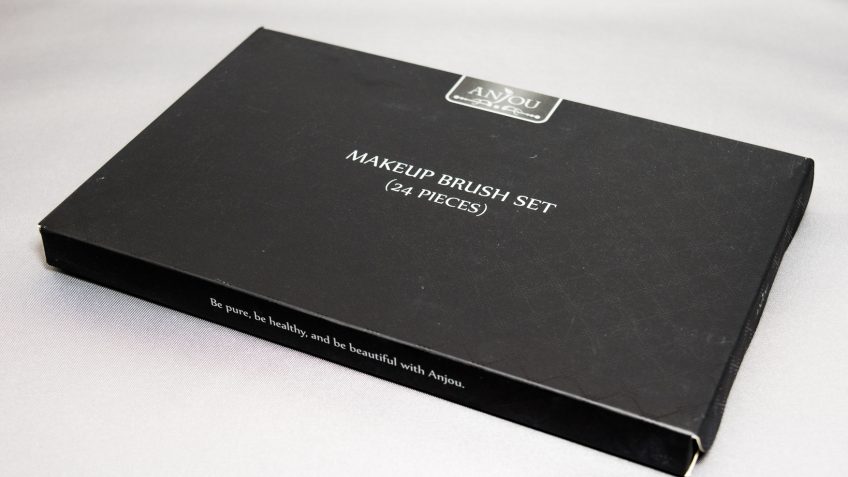 ANJOU
MAKEUP BRUSH SET
(24 PIECES)
Be pure, be healthy, and be beautiful with Anjou.